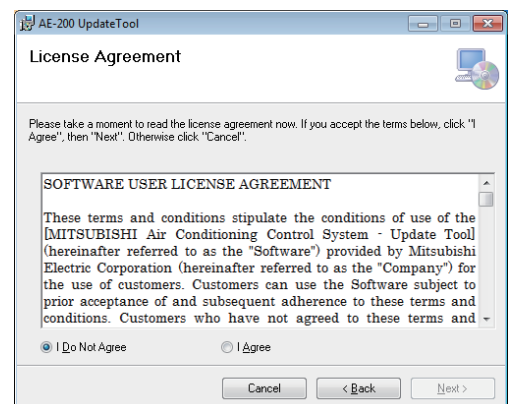 AE-200 UpdateTool
License Agreement
Please take a moment to read the license agreement now. If you accept the terms below, click "I
Agree", then "Next". Otherwise click "Cancel".
SOFTWARE USER LICENSE AGREEMENT
These terms and conditions stipulate the conditions of use of the
[MITSUBISHI Air Conditioning Control System - Update Tool]
(hereinafter referred to as the "Software") provided by Mitsubishi
Electric Corporation (hereinafter referred to as the "Company") for
the use of customers. Customers can use the Software subject to
prior acceptance of and subsequent adherence to these terms and
conditions. Customers who have not agreed to these terms and
I Do Not Agree
I Agree
Cancel
< Back
Next >